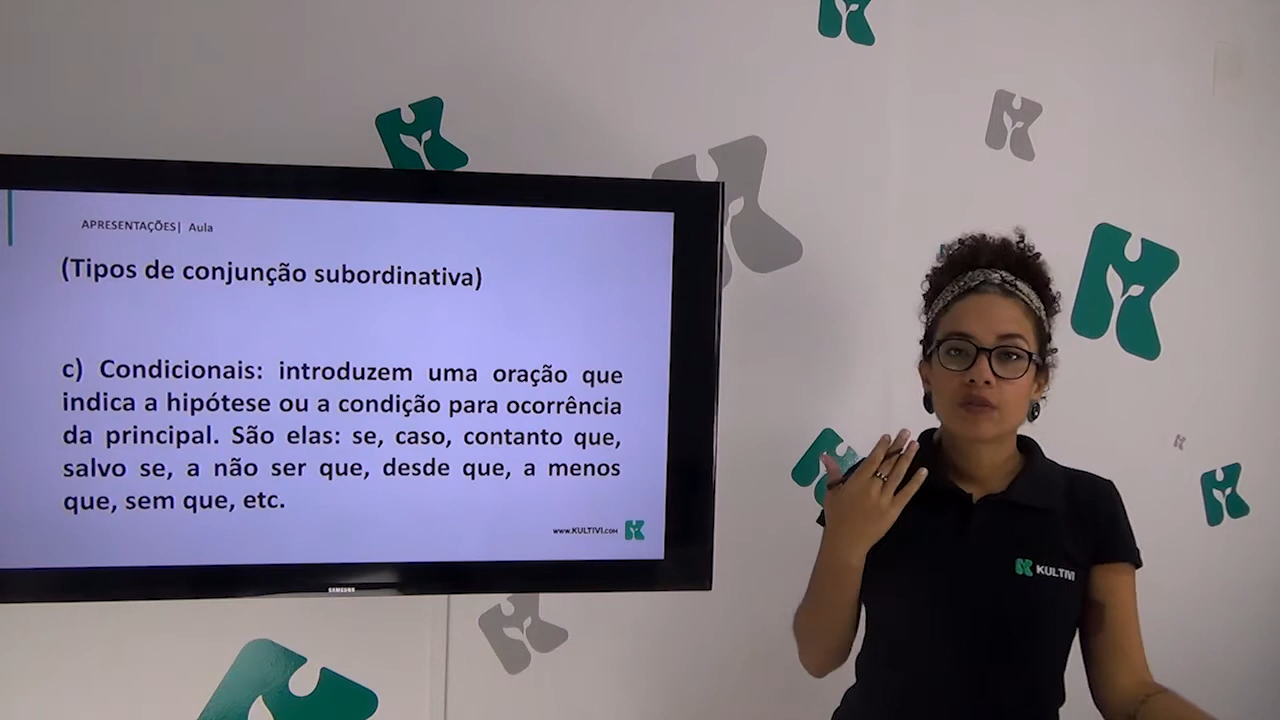 APRESENTAÇÕES| Aula
(Tipos de conjunção subordinativa)
c) Condicionais: introduzem uma oração que
indica a hipótese ou a condição para ocorrência
da principal. São elas: se, caso, contanto que,
salvo se, a não ser que, desde que, a menos
que, sem que, etc.
www.KULTIVI.COM
SAMSUNG
KULTIVI